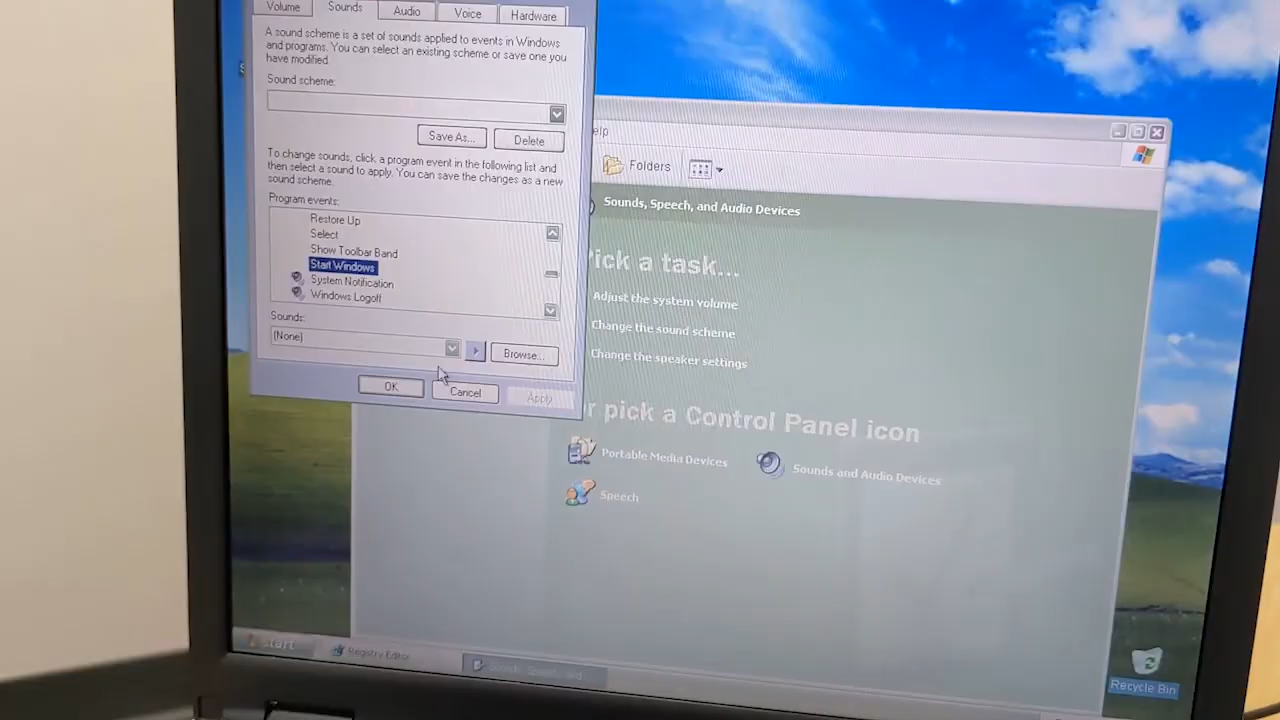 Volume
Sounds
Audio
Voice
Hardware
A sound scheme is a set of sounds applied to events in Windows
and programs. You can select an existing scheme or save one you
have modified.
Sound scheme:
Save As...
Delete
To change sounds, click a program event in the following list and
then select a sound to apply. You can save the changes as a new
sound scheme.
Program events:
Restore Up
Select
Show Toolbar Band
Start Windows
System Notification
Windows Logoff
Sounds:
(None)
Browse...
OK
Cancel
Apply
elp
Folders
Sounds, Speech, and Audio Devices
ick a task...
Adjust the system volume
Change the sound scheme
Change the speaker settings
r pick a Control Panel icon
Portable Media Devices
Sounds and Audio Devices
Speech
start
Registry Editor
Recycle Bin